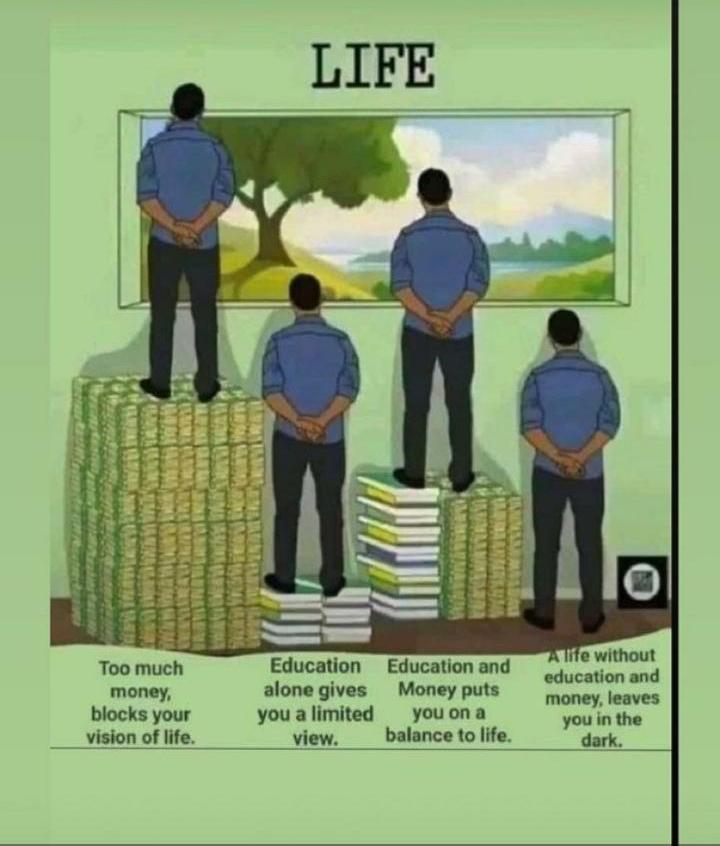 LIFE
Too much
money,
blocks your
vision of life.
Education
alone gives
you a limited
view.
Education and
Money puts
you on a
balance to life.
A life without
education and
money, leaves
you in the
dark.